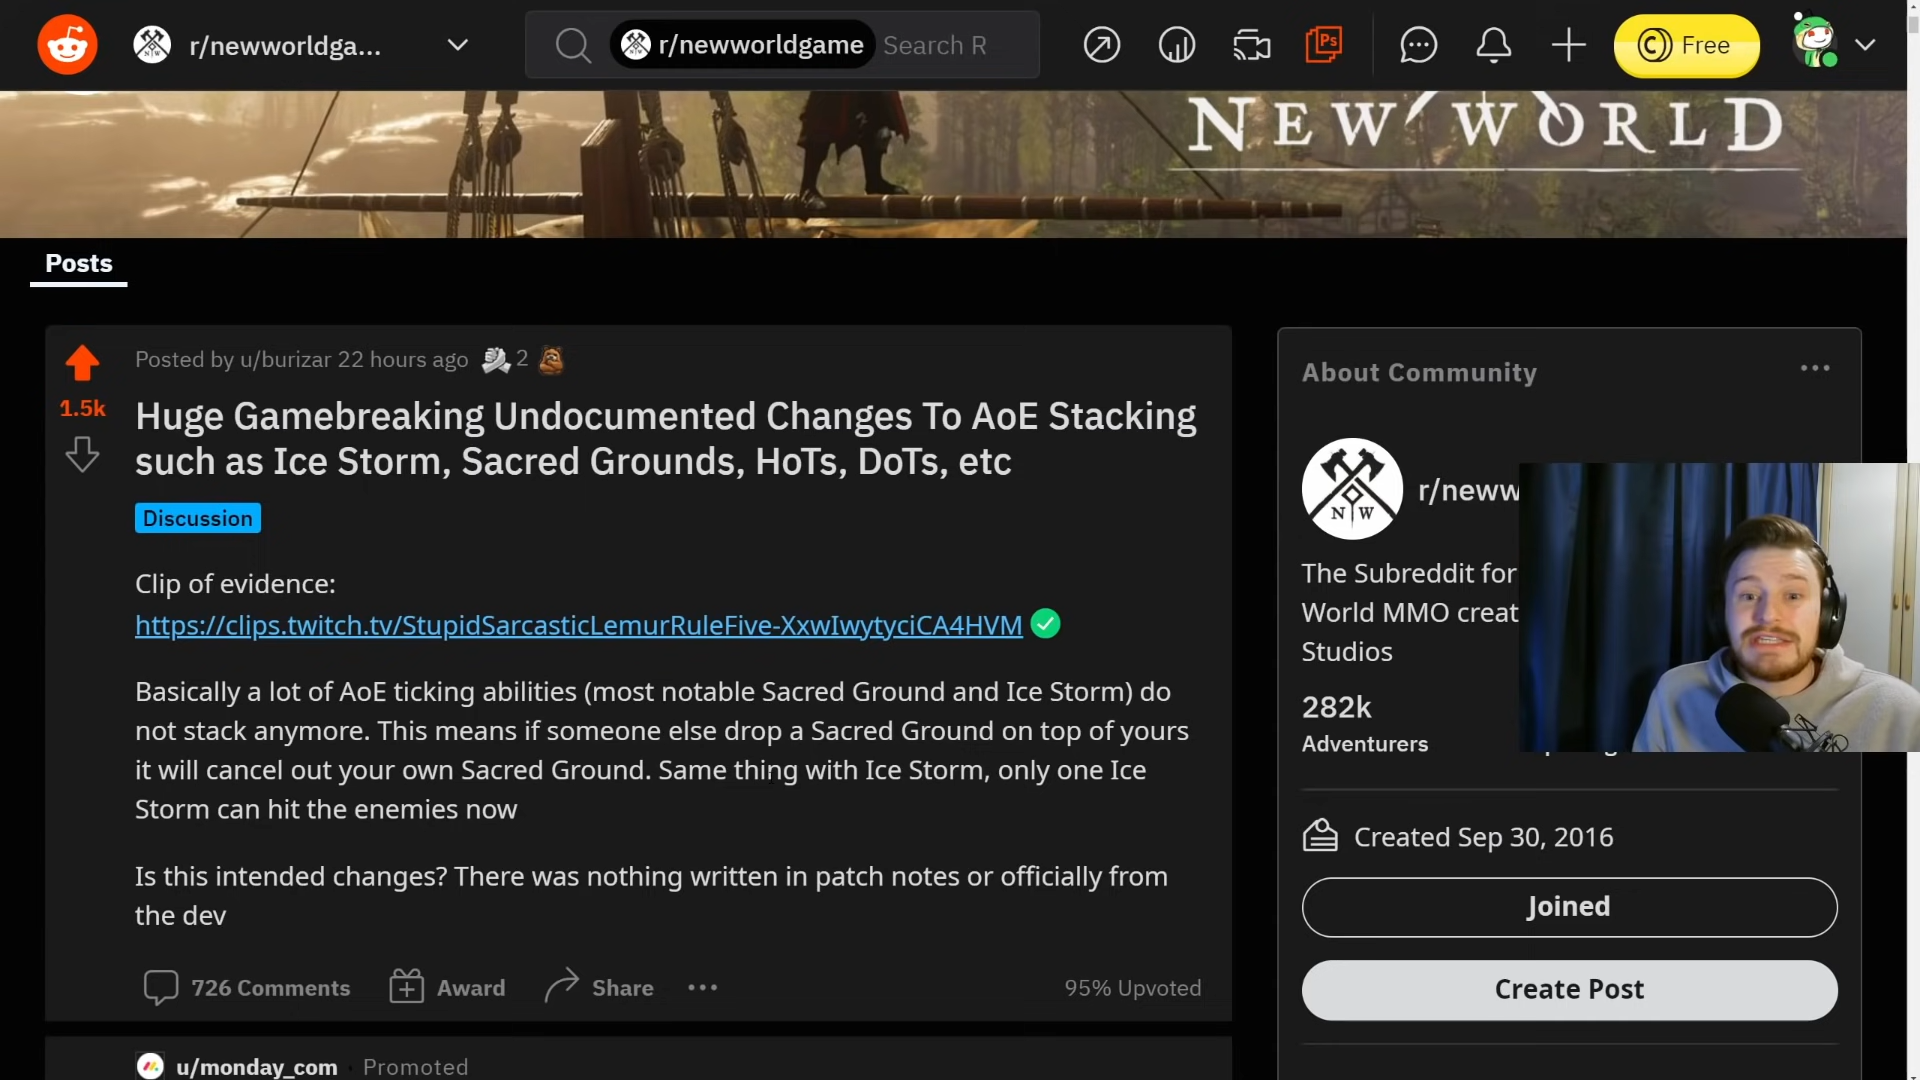 r/newworldga...
r/newworldgame Search R
Ps
Free
NEW WORLD
Posts
Posted by u/burizar 22 hours ago 2
1.5k
Huge Gamebreaking Undocumented Changes To AoE Stacking
such as Ice Storm, Sacred Grounds, HoTs, DoTs, etc
Discussion
Clip of evidence:
https://clips.twitch.tv/StupidSarcasticLemurRuleFive-XxwIwytyciCA4HVM
Basically a lot of AoE ticking abilities (most notable Sacred Ground and Ice Storm) do
not stack anymore. This means if someone else drop a Sacred Ground on top of yours
it will cancel out your own Sacred Ground. Same thing with Ice Storm, only one Ice
Storm can hit the enemies now
Is this intended changes? There was nothing written in patch notes or officially from
the dev
726 Comments Award Share
95% Upvoted
u/monday_com Promoted
About Community
N W
r/neww
The Subreddit for
World MMO creat
Studios
282k
Adventurers
Created Sep 30, 2016
Joined
Create Post